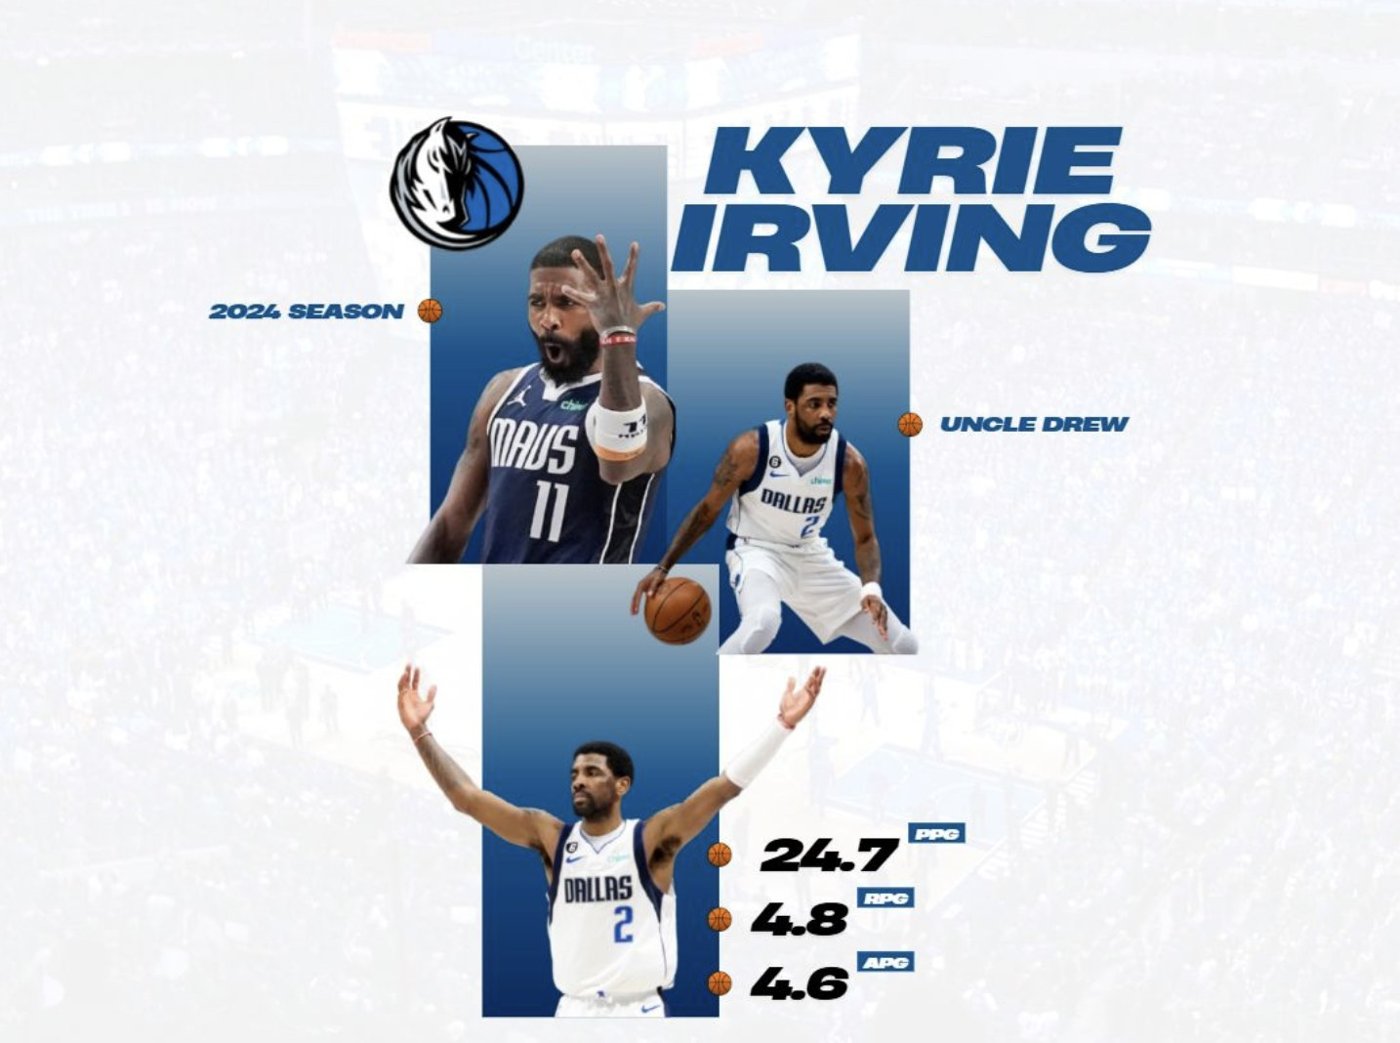 KYRIE
IRVING
2024 SEASON
UNCLE DREW
MAVS
11
DALLAS
2
DALLAS
2
24.7 PPG
4.8 RPG
4.6 APG